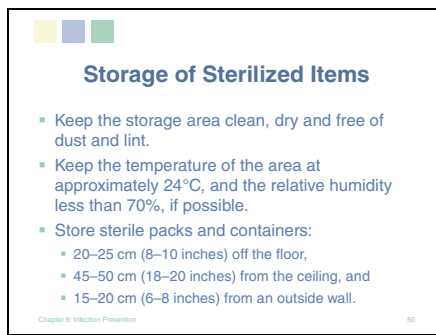 Storage of Sterilized Items
Keep the storage area clean, dry and free of
dust and lint.
Keep the temperature of the area at
approximately 24°C, and the relative humidity
less than 70%, if possible.
Store sterile packs and containers:
20–25 cm (8–10 inches) off the floor,
45–50 cm (18–20 inches) from the ceiling, and
15–20 cm (6–8 inches) from an outside wall.
Chapter 8: Infection Prevention
50